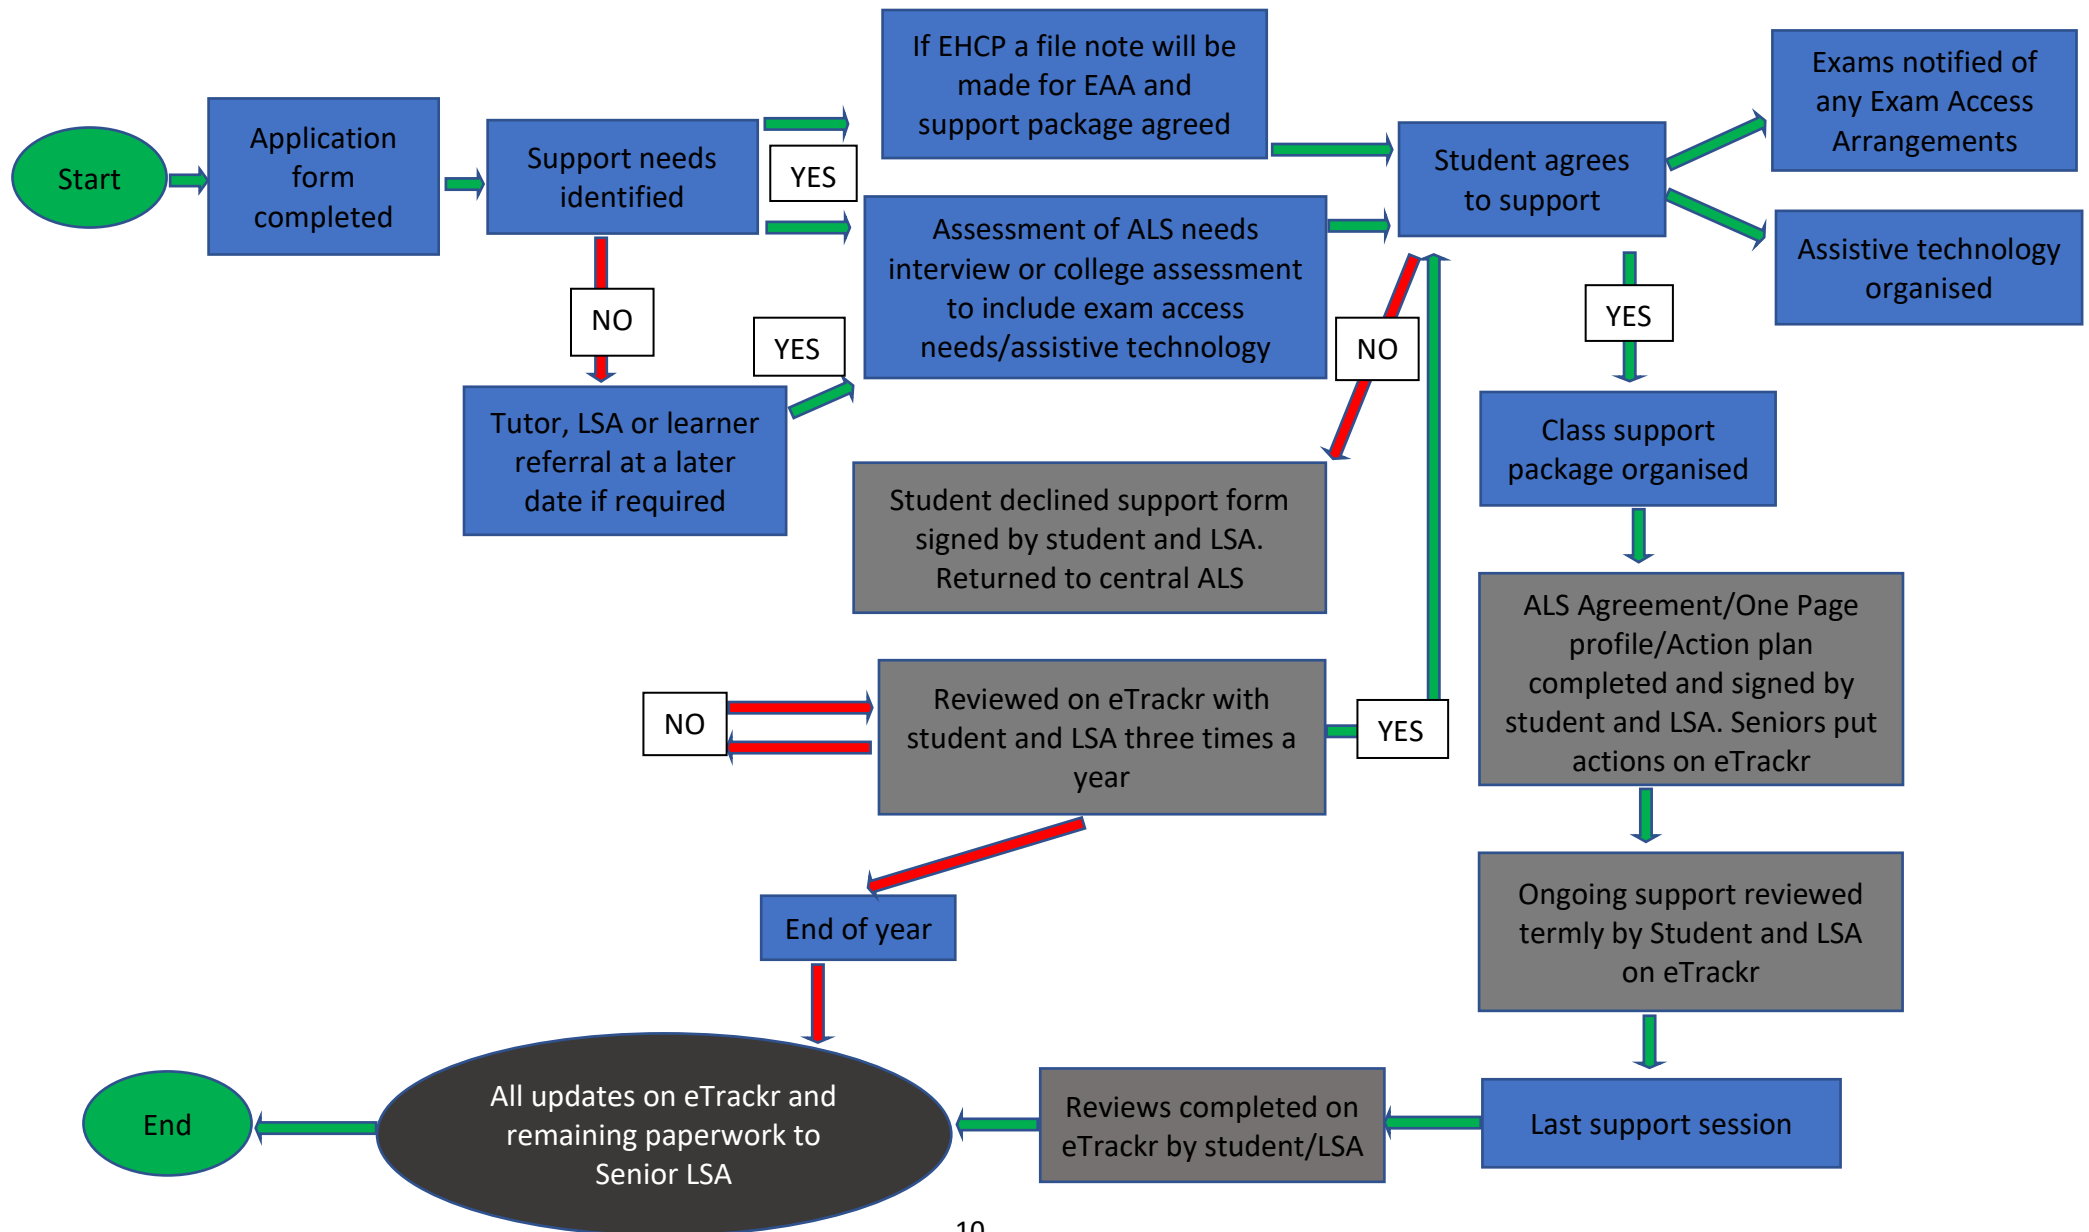 Start
Application
form
completed
Support needs
identified
YES
If EHCP a file note will be
made for EAA and
support package agreed
Student agrees
to support
Exams notified of
any Exam Access
Arrangements
Assistive technology
organised
NO
YES
Assessment of ALS needs
interview or college assessment
to include exam access
needs/assistive technology
NO
YES
Tutor, LSA or learner
referral at a later
date if required
Student declined support form
signed by student and LSA.
Returned to central ALS
Class support
package organised
ALS Agreement/One Page
profile/Action plan
completed and signed by
student and LSA. Seniors put
actions on eTrackr
NO
Reviewed on eTrackr with
student and LSA three times a
year
YES
End of year
Ongoing support reviewed
termly by Student and LSA
on eTrackr
Last support session
Reviews completed on
eTrackr by student/LSA
All updates on eTrackr and
remaining paperwork to
Senior LSA
End
10